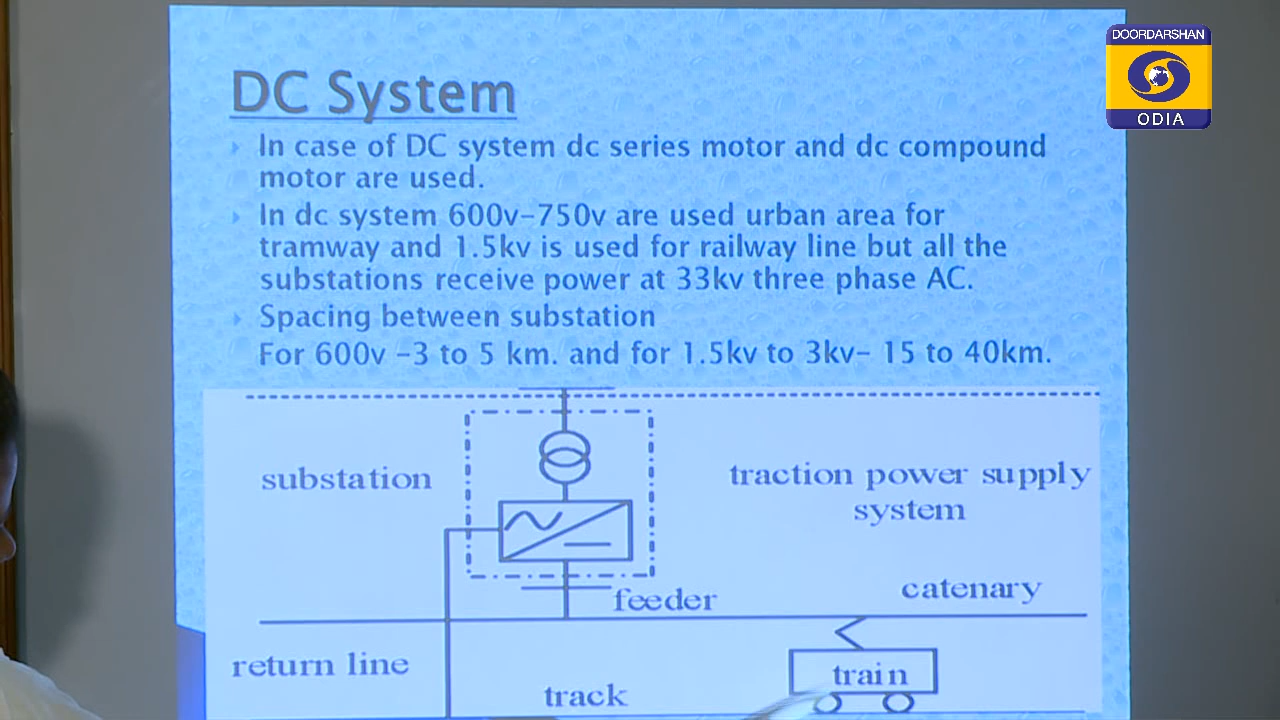 DOORDARSHAN
ODIA
DC System
In case of DC system dc series motor and dc compound
motor are used.
In dc system 600v-750v are used urban area for
tramway and 1.5kv is used for railway line but all the
substations receive power at 33kv three phase AC.
Spacing between substation
For 600v -3 to 5 km. and for 1.5kv to 3kv- 15 to 40km.
substation
traction power supply
system
feeder
catenary
return line
train
track